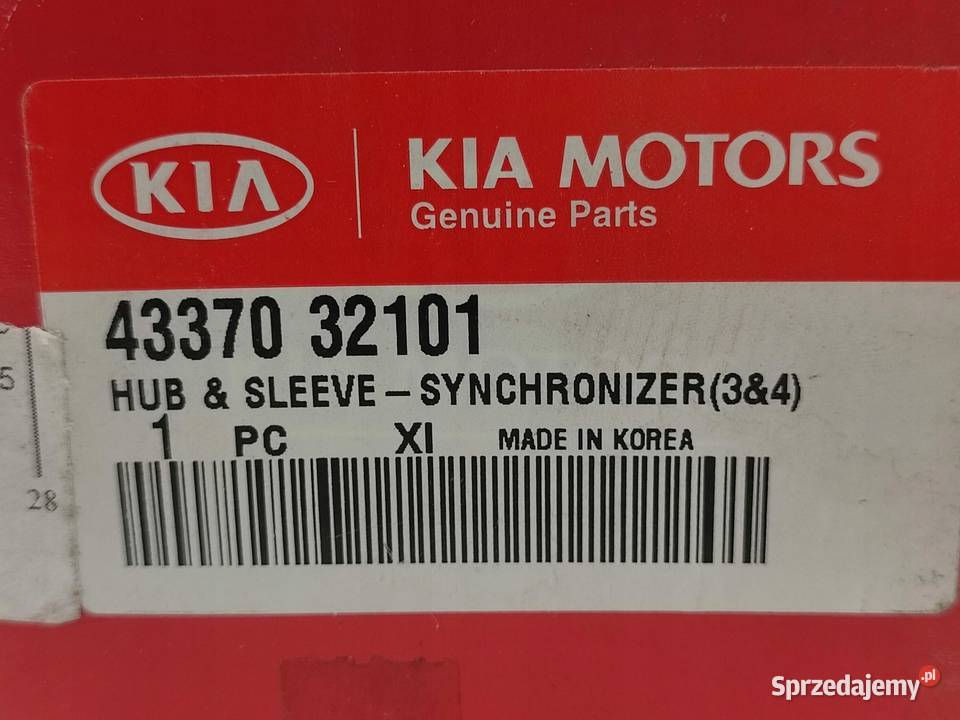 KIA
KIA MOTORS
Genuine Parts
43370 32101
HUB & SLEEVE – SYNCHRONIZER(3&4)
1 PC XI MADE IN KOREA
5
28
Sprzedajemy.pl